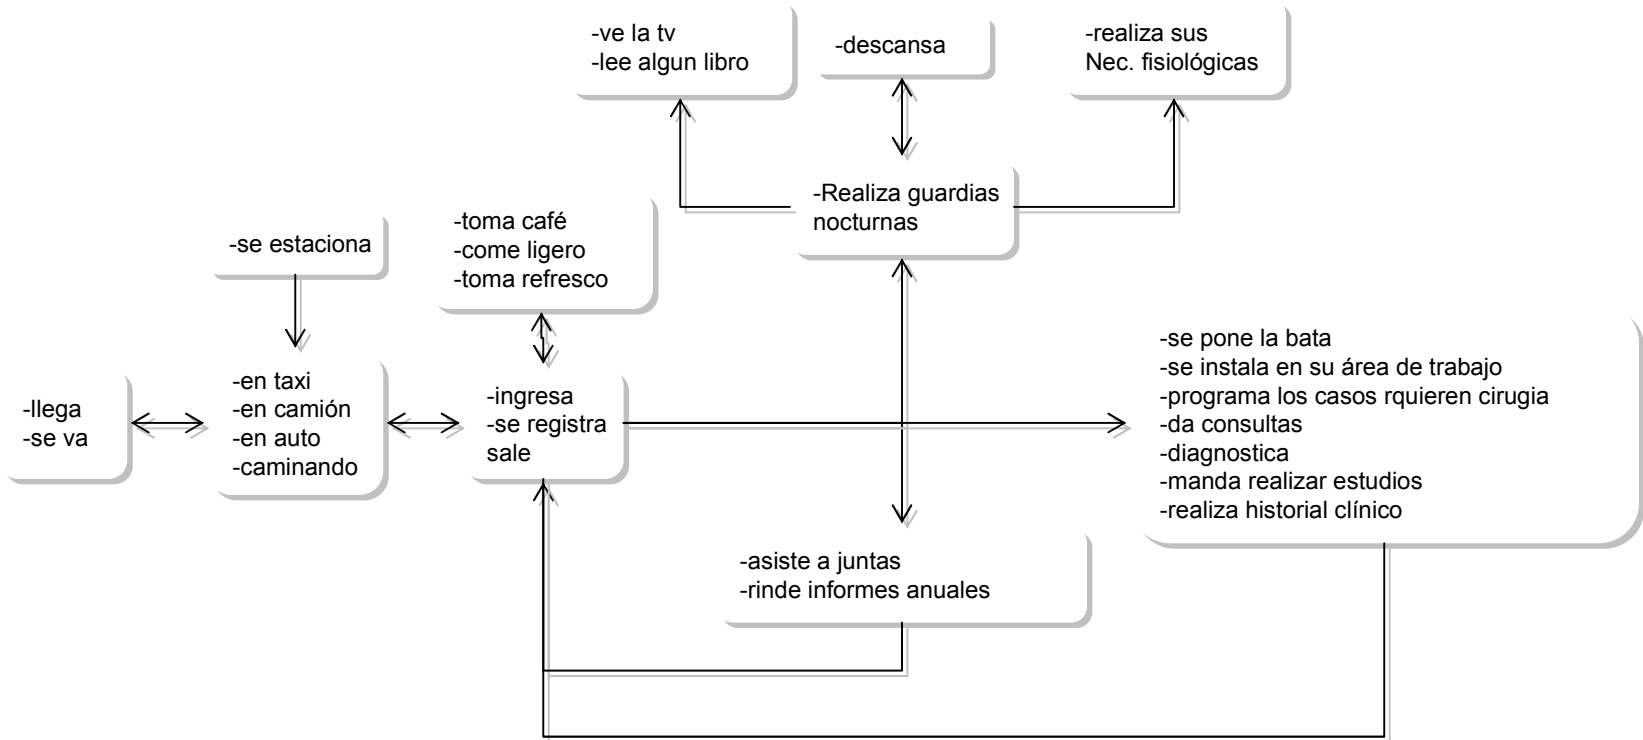 -ve la tv
-lee algun libro
-descansa
-realiza sus
Nec. fisiológicas
-Realiza guardias
nocturnas
-toma café
-come ligero
-toma refresco
-se estaciona
-llega
-se va
-en taxi
-en camión
-en auto
-caminando
-ingresa
-se registra
sale
-se pone la bata
-se instala en su área de trabajo
-programa los casos rquieren cirugia
-da consultas
-diagnostica
-manda realizar estudios
-realiza historial clínico
-asiste a juntas
-rinde informes anuales